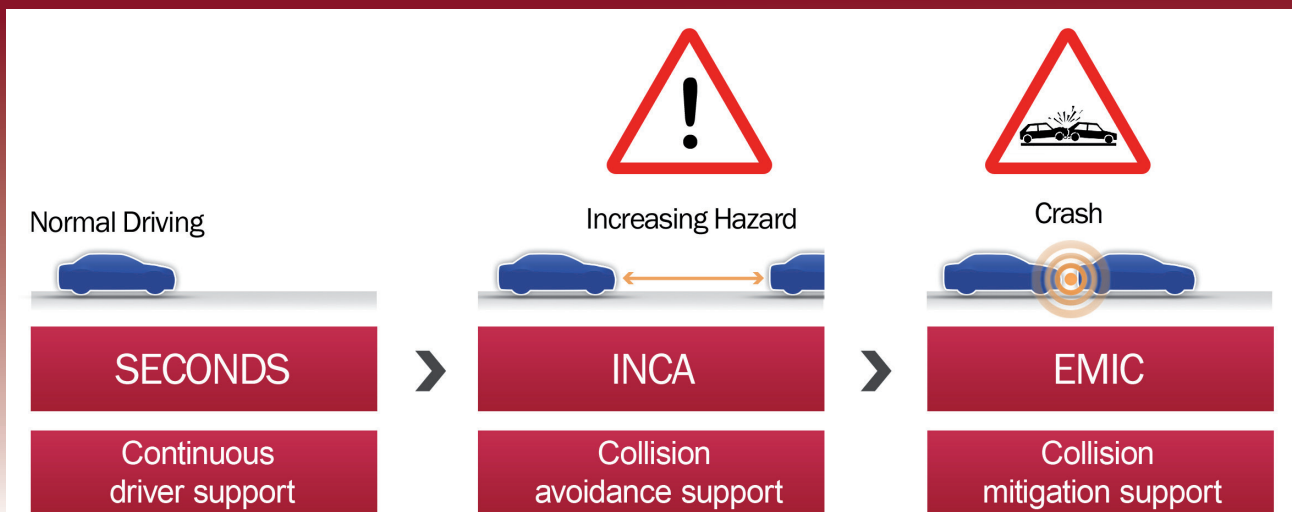 Normal Driving
Increasing Hazard
Crash
SECONDS
INCA
EMIC
Continuous
driver support
Collision
avoidance support
Collision
mitigation support